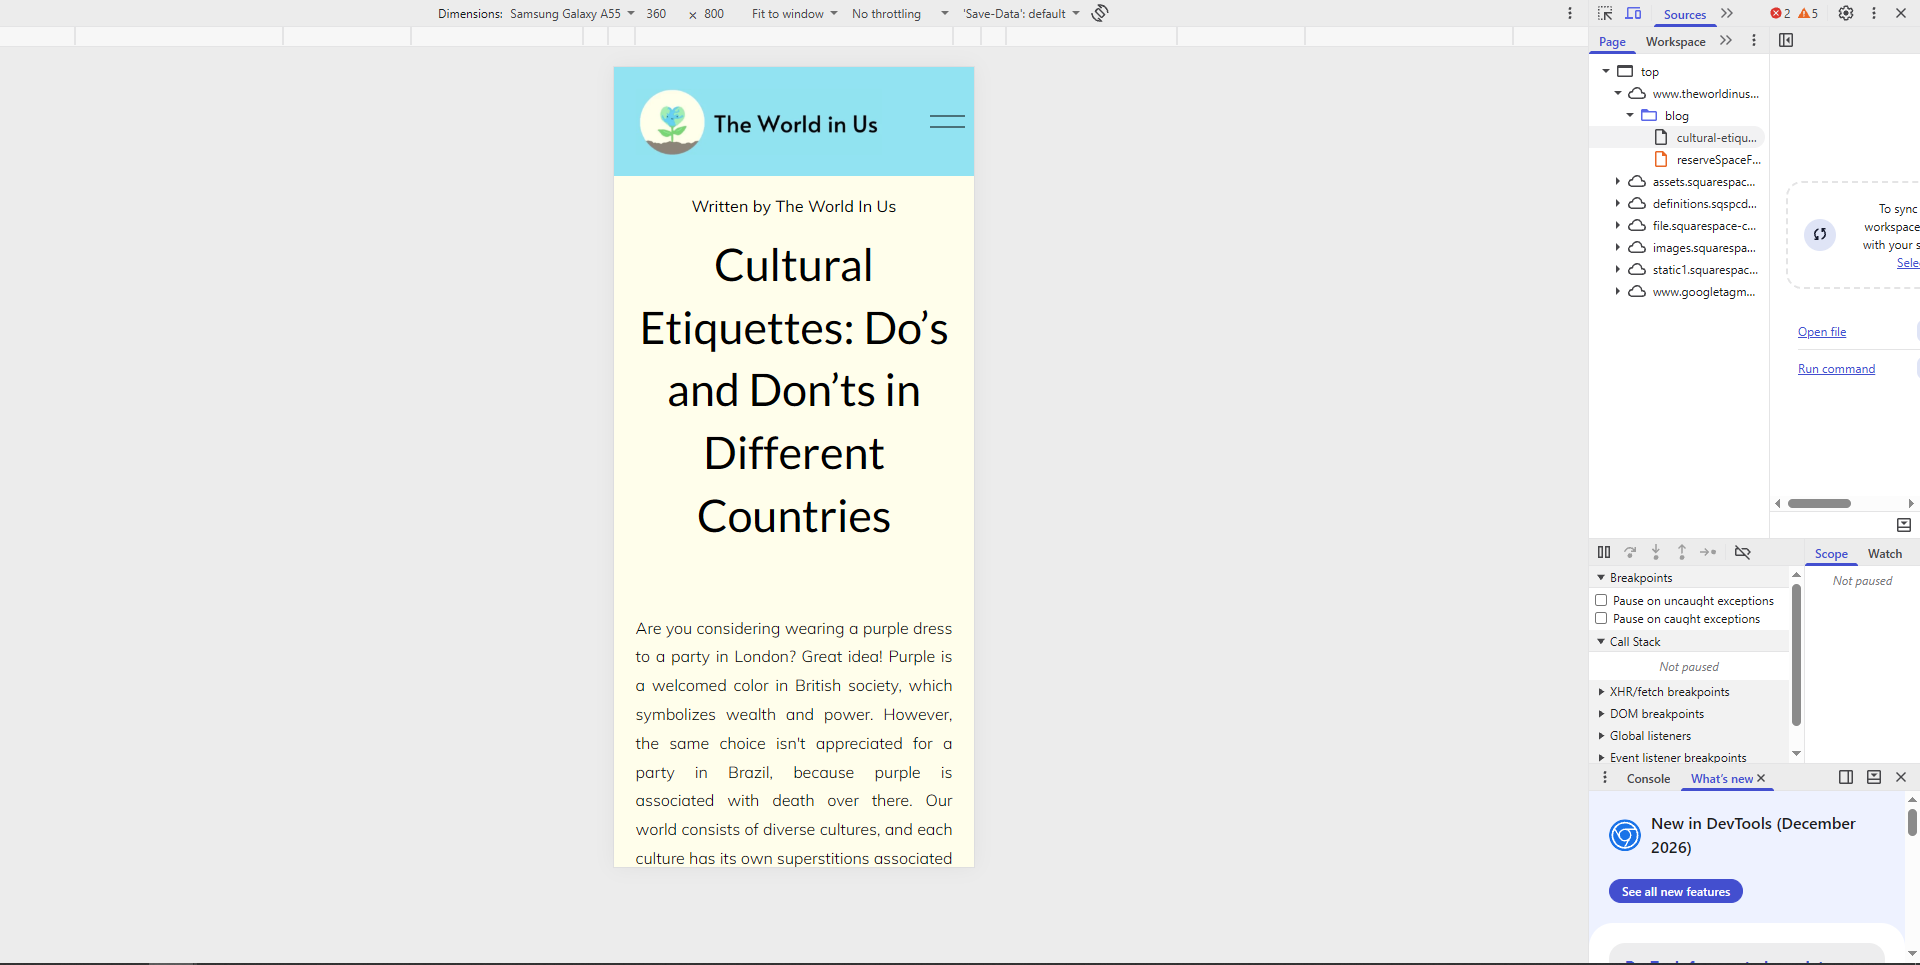 Dimensions: Samsung Galaxy A55 360 × 800 Fit to window No throttling 'Save-Data': default
Sources 2 5
Page Workspace
top
www.theworldinus...
blog
cultural-etiqu...
reserveSpaceF...
assets.squarespac...
definitions.sqspcd...
file.squarespace-c...
images.squarespa...
static1.squarespac...
www.googletagm...
To sync
workspace
with your s
Sele
Open file
Run command
The World in Us
Written by The World In Us
Cultural
Etiquettes: Do’s
and Don’ts in
Different
Countries
Are you considering wearing a purple dress
to a party in London? Great idea! Purple is
a welcomed color in British society, which
symbolizes wealth and power. However,
the same choice isn't appreciated for a
party in Brazil, because purple is
associated with death over there. Our
world consists of diverse cultures, and each
culture has its own superstitions associated
Scope Watch
Not paused
Breakpoints
Pause on uncaught exceptions
Pause on caught exceptions
Call Stack
Not paused
XHR/fetch breakpoints
DOM breakpoints
Global listeners
Event listener breakpoints
Console What's new
New in DevTools (December
2026)
See all new features